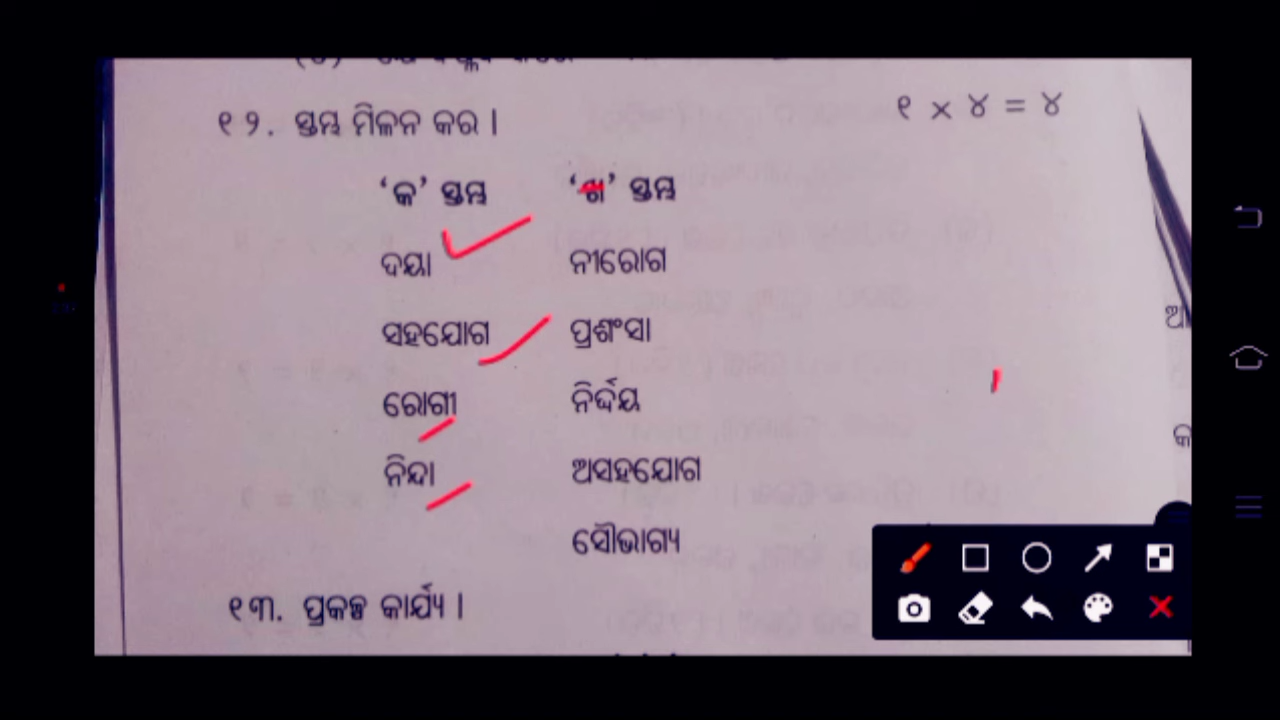 ୧୨. ସ୍ତମ୍ଭ ମିଳନ କର ।
୧ × ୪ = ୪
‘କ’ ସ୍ତମ୍ଭ ‘ଖ’ ସ୍ତମ୍ଭ
ଦୟା ନୀରୋଗ
ସହଯୋଗ ପ୍ରଶଂସା
ରୋଗୀ ନିର୍ଦ୍ଦୟ
ନିନ୍ଦା ଅସହଯୋଗ
ସୌଭାଗ୍ୟ
୧୩. ପ୍ରକଳ୍ପ କାର୍ଯ୍ୟ ।